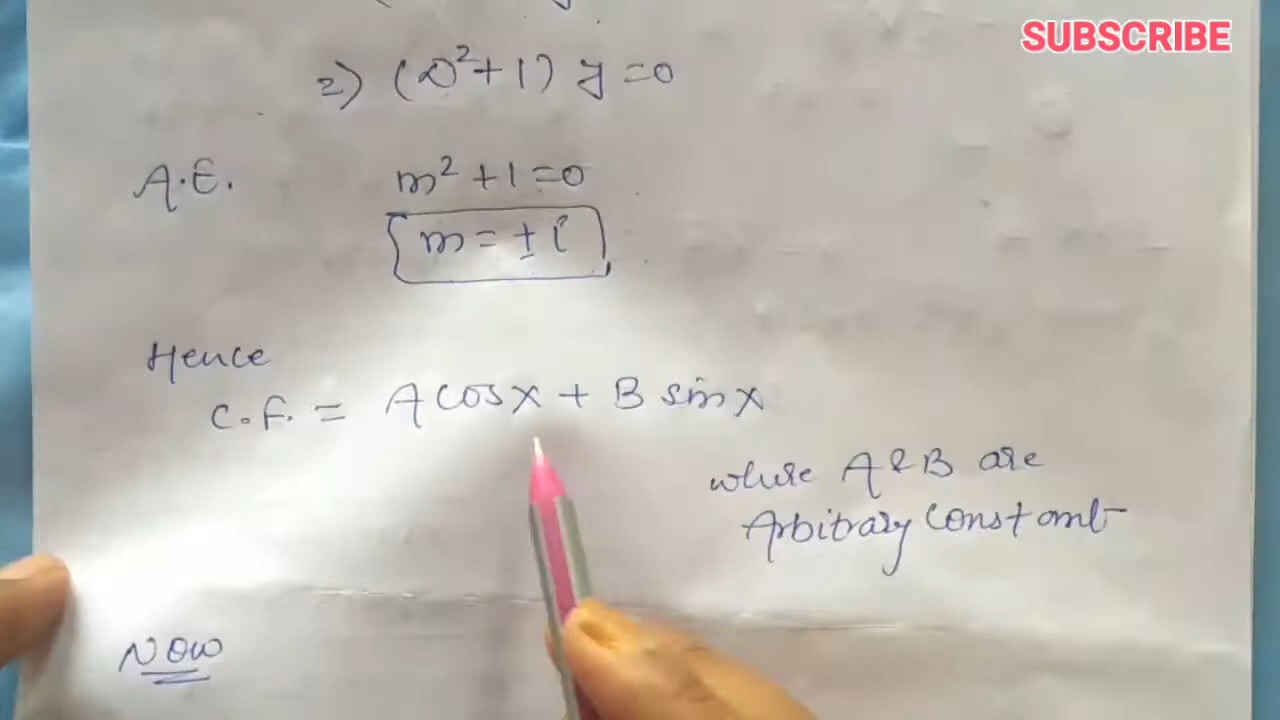 SUBSCRIBE
2) (D²+1) y = 0
A.E. m² + 1 = 0
m = ± i
Hence
C.F. = A cos x + B sin x
where A & B are
Arbitrary Constant
Now